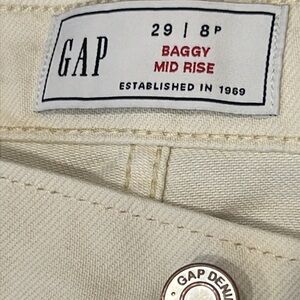 GAP
29 | 8P
BAGGY
MID RISE
ESTABLISHED IN 1969
GAP DENI